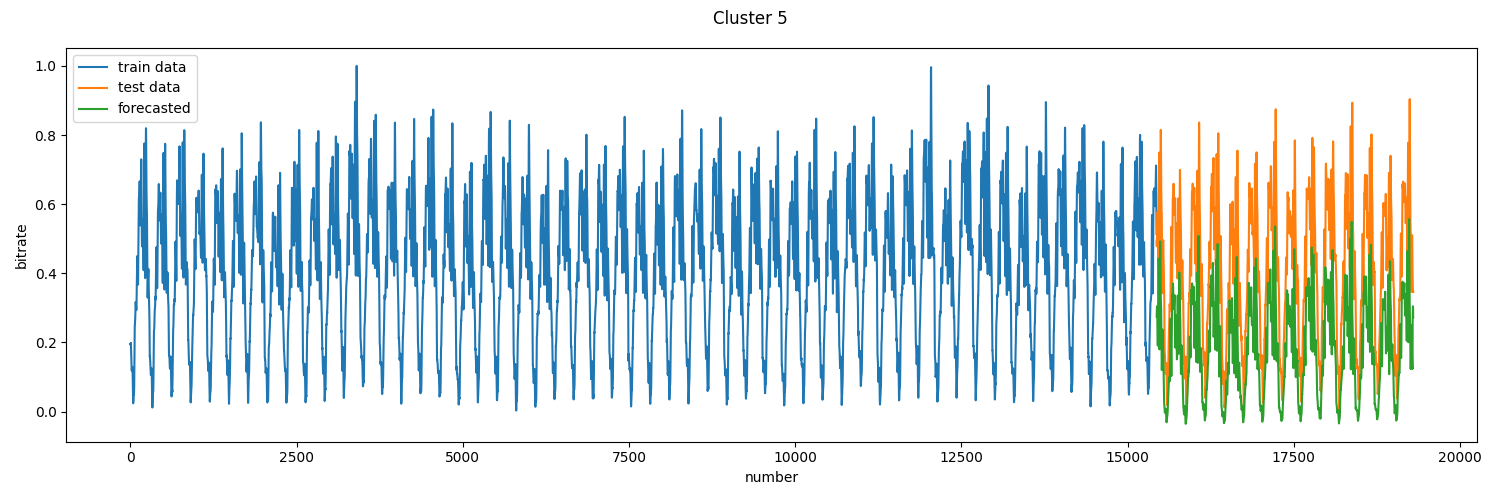 Cluster 5
train data
test data
forecasted
1.0
0.8
0.6
0.4
0.2
0.0
bitrate
0 2500 5000 7500 10000 12500 15000 17500 20000
number